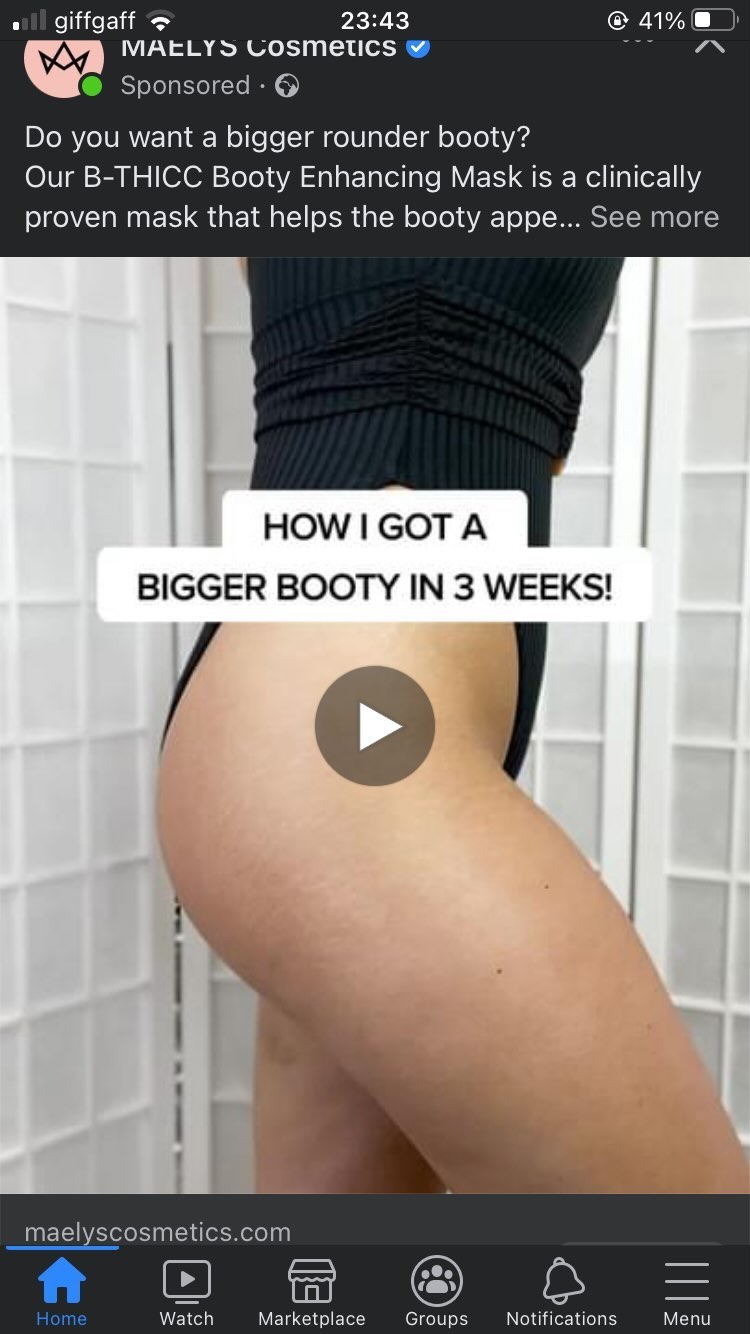 giffgaff 23:43 41%
MAELYS Cosmetics
Sponsored ·
Do you want a bigger rounder booty?
Our B-THICC Booty Enhancing Mask is a clinically
proven mask that helps the booty appe... See more
HOW I GOT A
BIGGER BOOTY IN 3 WEEKS!
maelyscosmetics.com
Home Watch Marketplace Groups Notifications Menu